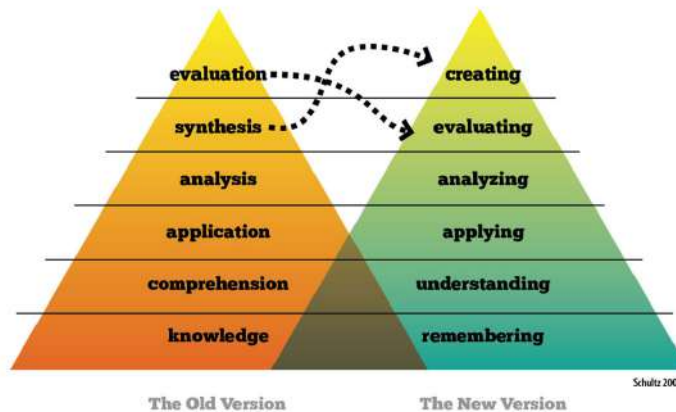 evaluation creating
synthesis evaluating
analysis analyzing
application applying
comprehension understanding
knowledge remembering
Schultz
The Old Version The New Version